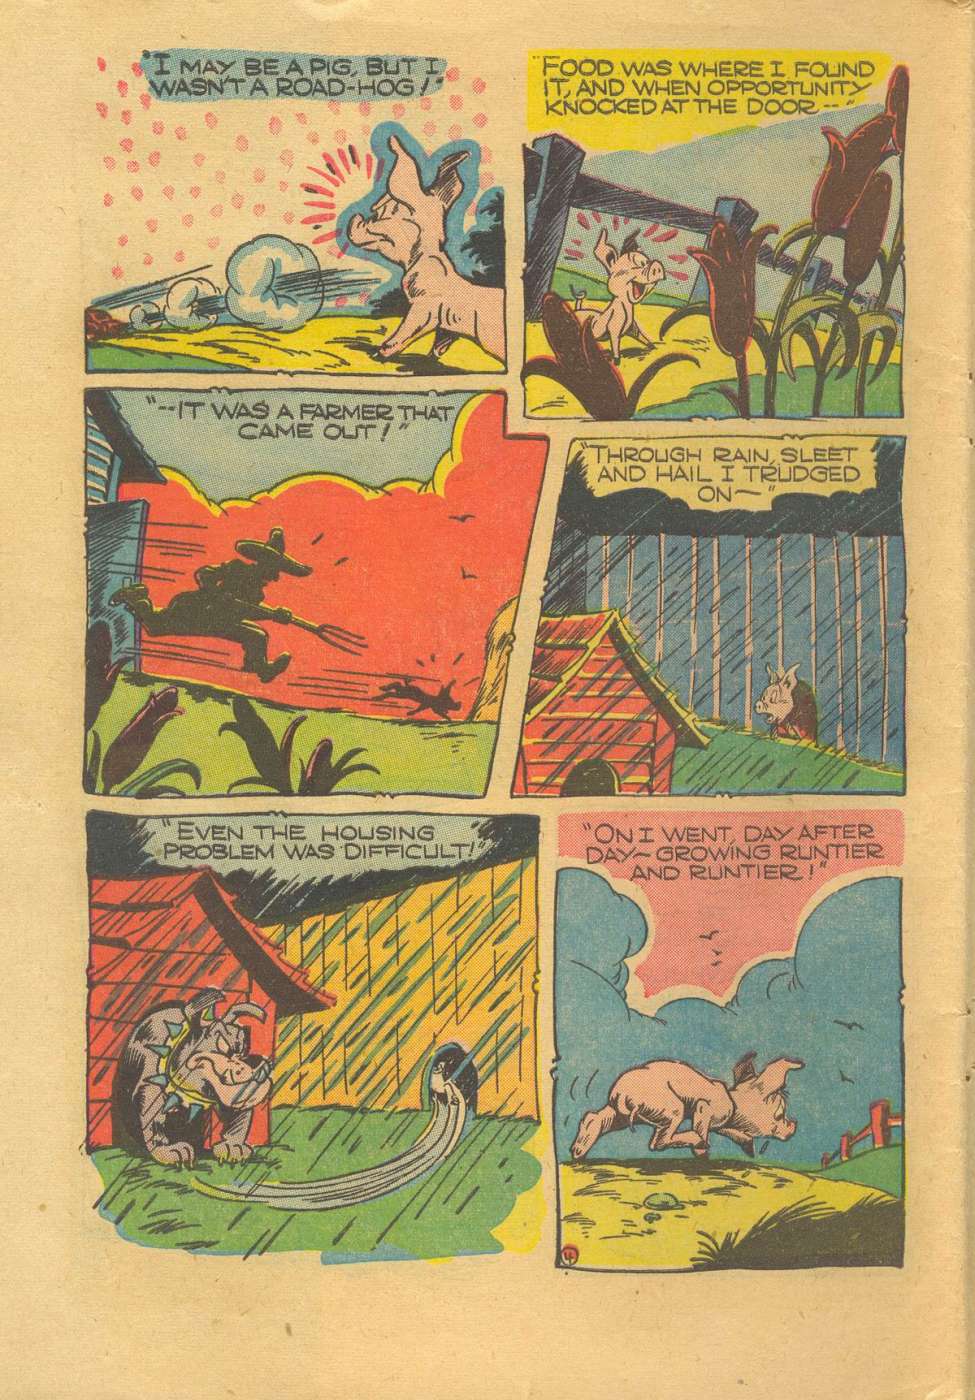 "I MAY BE A PIG, BUT I
WASN'T A ROAD-HOG!"
"FOOD WAS WHERE I FOUND
IT, AND WHEN OPPORTUNITY
KNOCKED AT THE DOOR--"
"--IT WAS A FARMER THAT
CAME OUT!"
"THROUGH RAIN, SLEET
AND HAIL I TRUDGED
ON—"
"EVEN THE HOUSING
PROBLEM WAS DIFFICULT!"
"ON I WENT, DAY AFTER
DAY—GROWING RUNTIER
AND RUNTIER!"
4